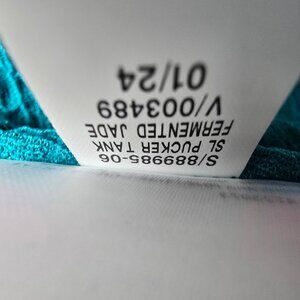 S/889985-06
SL PUCKER TANK
FERMENTED JADE
V/003489
01/24